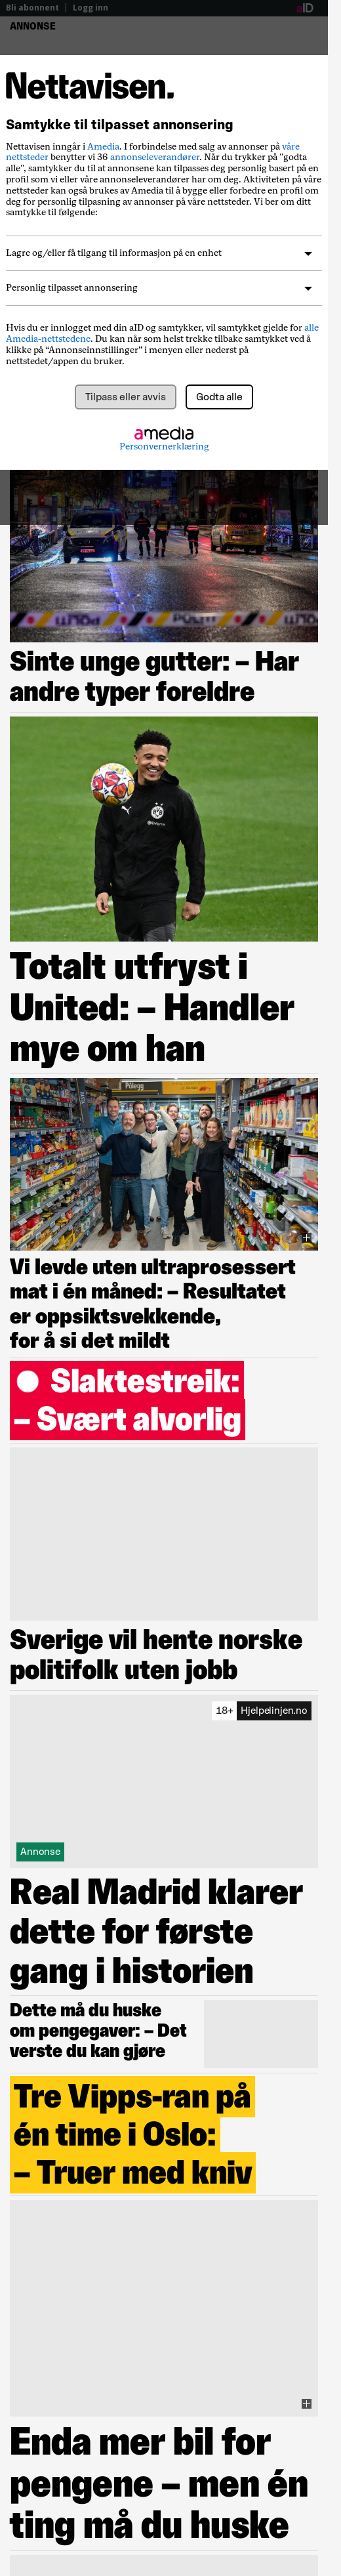 Bli abonnent | Logg inn
aID
ANNONSE
Nettavisen.
Samtykke til tilpasset annonsering
Nettavisen inngår i Amedia. I forbindelse med salg av annonser på våre
nettsteder benytter vi 36 annonseleverandører. Når du trykker på "godta
alle", samtykker du til at annonsene kan tilpasses deg personlig basert på en
profil som vi eller våre annonseleverandører har om deg. Aktiviteten på våre
nettsteder kan også brukes av Amedia til å bygge eller forbedre en profil om
deg for personlig tilpasning av annonser på våre nettsteder. Vi ber om ditt
samtykke til følgende:
Lagre og/eller få tilgang til informasjon på en enhet
Personlig tilpasset annonsering
Hvis du er innlogget med din aID og samtykker, vil samtykket gjelde for alle
Amedia-nettstedene. Du kan når som helst trekke tilbake samtykket ved å
klikke på “Annonseinnstillinger” i menyen eller nederst på
nettstedet/appen du bruker.
Tilpass eller avvis
Godta alle
amedia
Personvernerklæring
Sinte unge gutter: – Har
andre typer foreldre
Totalt utfryst i
United: – Handler
mye om han
Pålegg
Vi levde uten ultraprosessert
mat i én måned: – Resultatet
er oppsiktsvekkende,
for å si det mildt
Slaktestreik:
– Svært alvorlig
Sverige vil hente norske
politifolk uten jobb
18+ Hjelpelinjen.no
Annonse
Real Madrid klarer
dette for første
gang i historien
Dette må du huske
om pengegaver: – Det
verste du kan gjøre
Tre Vipps-ran på
én time i Oslo:
– Truer med kniv
Enda mer bil for
pengene – men én
ting må du huske